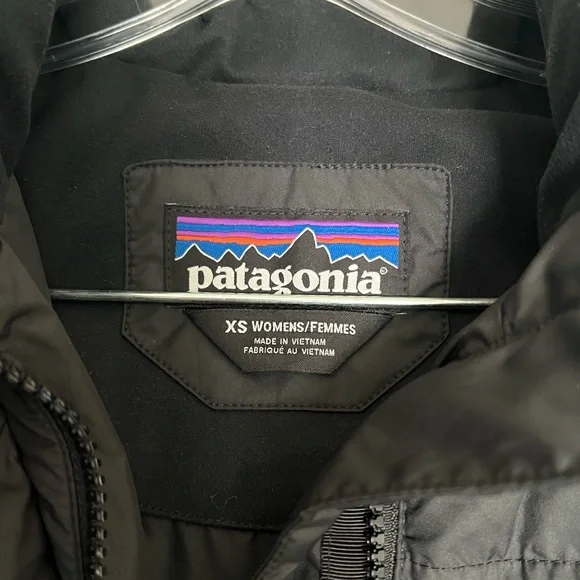 patagonia®
XS WOMENS/FEMMES
MADE IN VIETNAM
FABRIQUÉ AU VIETNAM